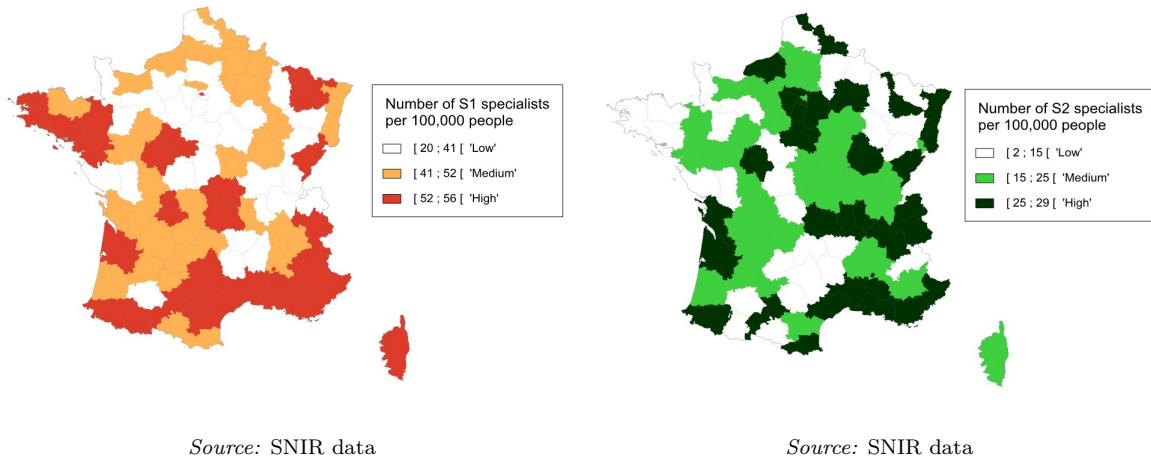 Number of S1 specialists
per 100,000 people
[ 20 ; 41 [ 'Low'
[ 41 ; 52 [ 'Medium'
[ 52 ; 56 [ 'High'
Source: SNIR data
Number of S2 specialists
per 100,000 people
[ 2 ; 15 [ 'Low'
[ 15 ; 25 [ 'Medium'
[ 25 ; 29 [ 'High'
Source: SNIR data